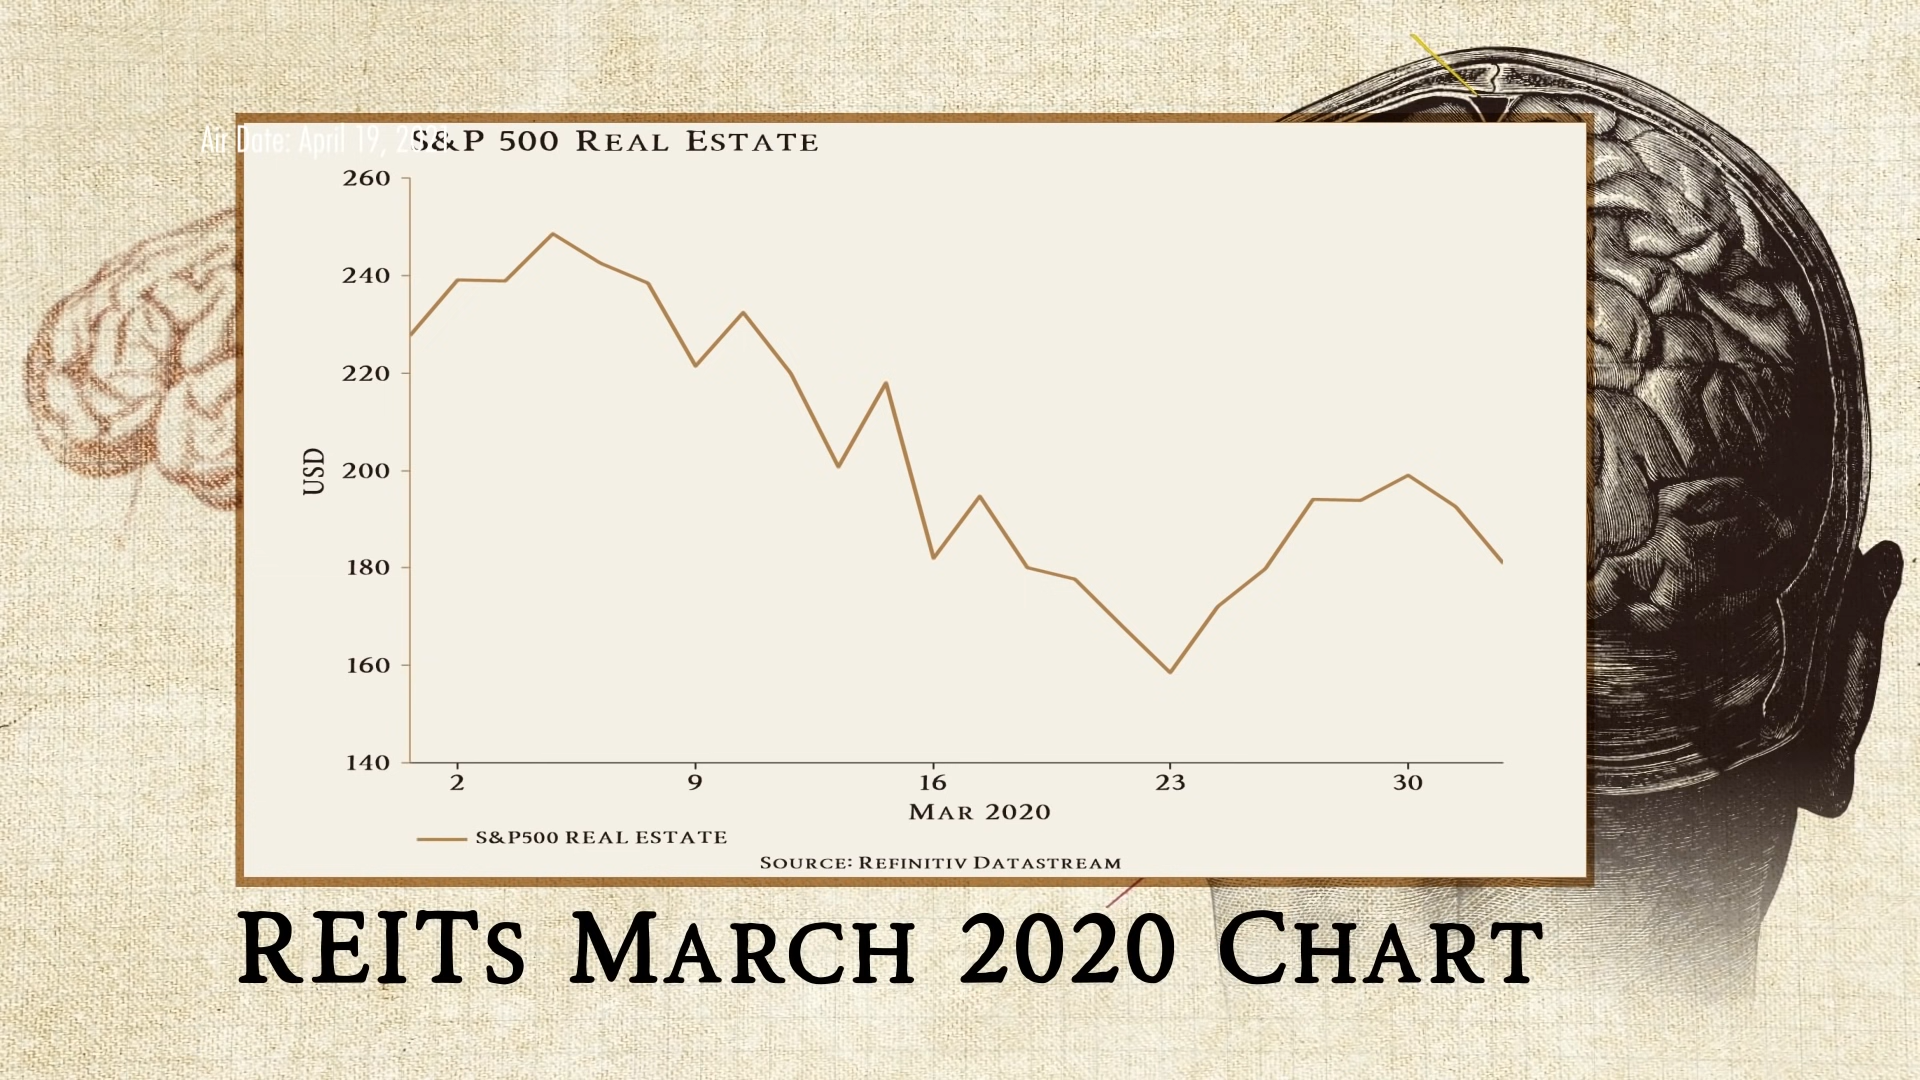 Air Date: April 19,
S&P 500 Real Estate
260
240
220
200
180
160
140
USD
2 9 16 23 30
Mar 2020
S&P500 REAL ESTATE
Source: Refinitiv Datastream
REITs March 2020 Chart